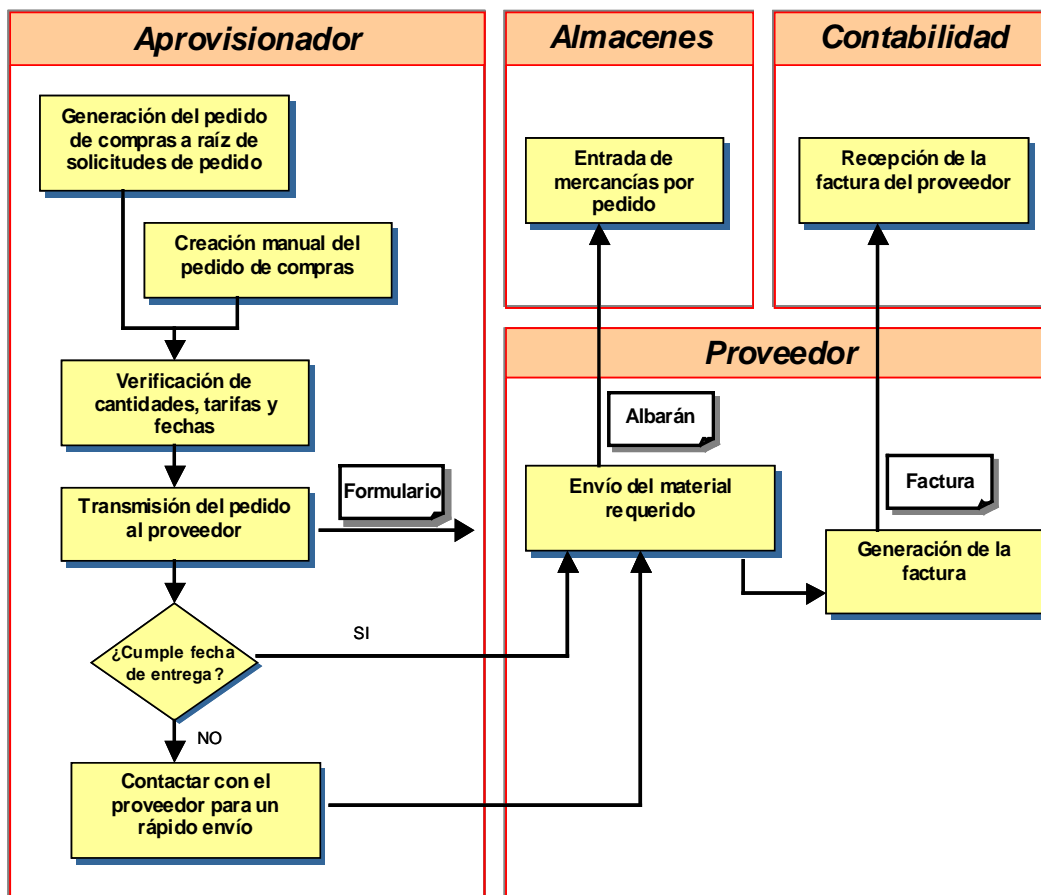 Aprovisionador
Generación del pedido
de compras a raíz de
solicitudes de pedido
Creación manual del
pedido de compras
Verificación de
cantidades, tarifas y
fechas
Transmisión del pedido
al proveedor
Formulario
¿Cumple fecha
de entrega?
SI
NO
Contactar con el
proveedor para un
rápido envío
Almacenes
Entrada de
mercancías por
pedido
Contabilidad
Recepción de la
factura del proveedor
Proveedor
Albarán
Envío del material
requerido
Factura
Generación de la
factura